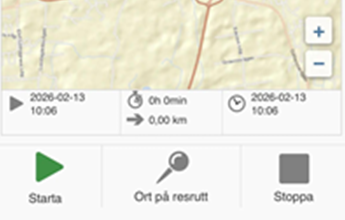 +
−
2026-02-13
10:06
0h 0min
0,00 km
2026-02-13
10:06
Starta
Ort på resrutt
Stoppa